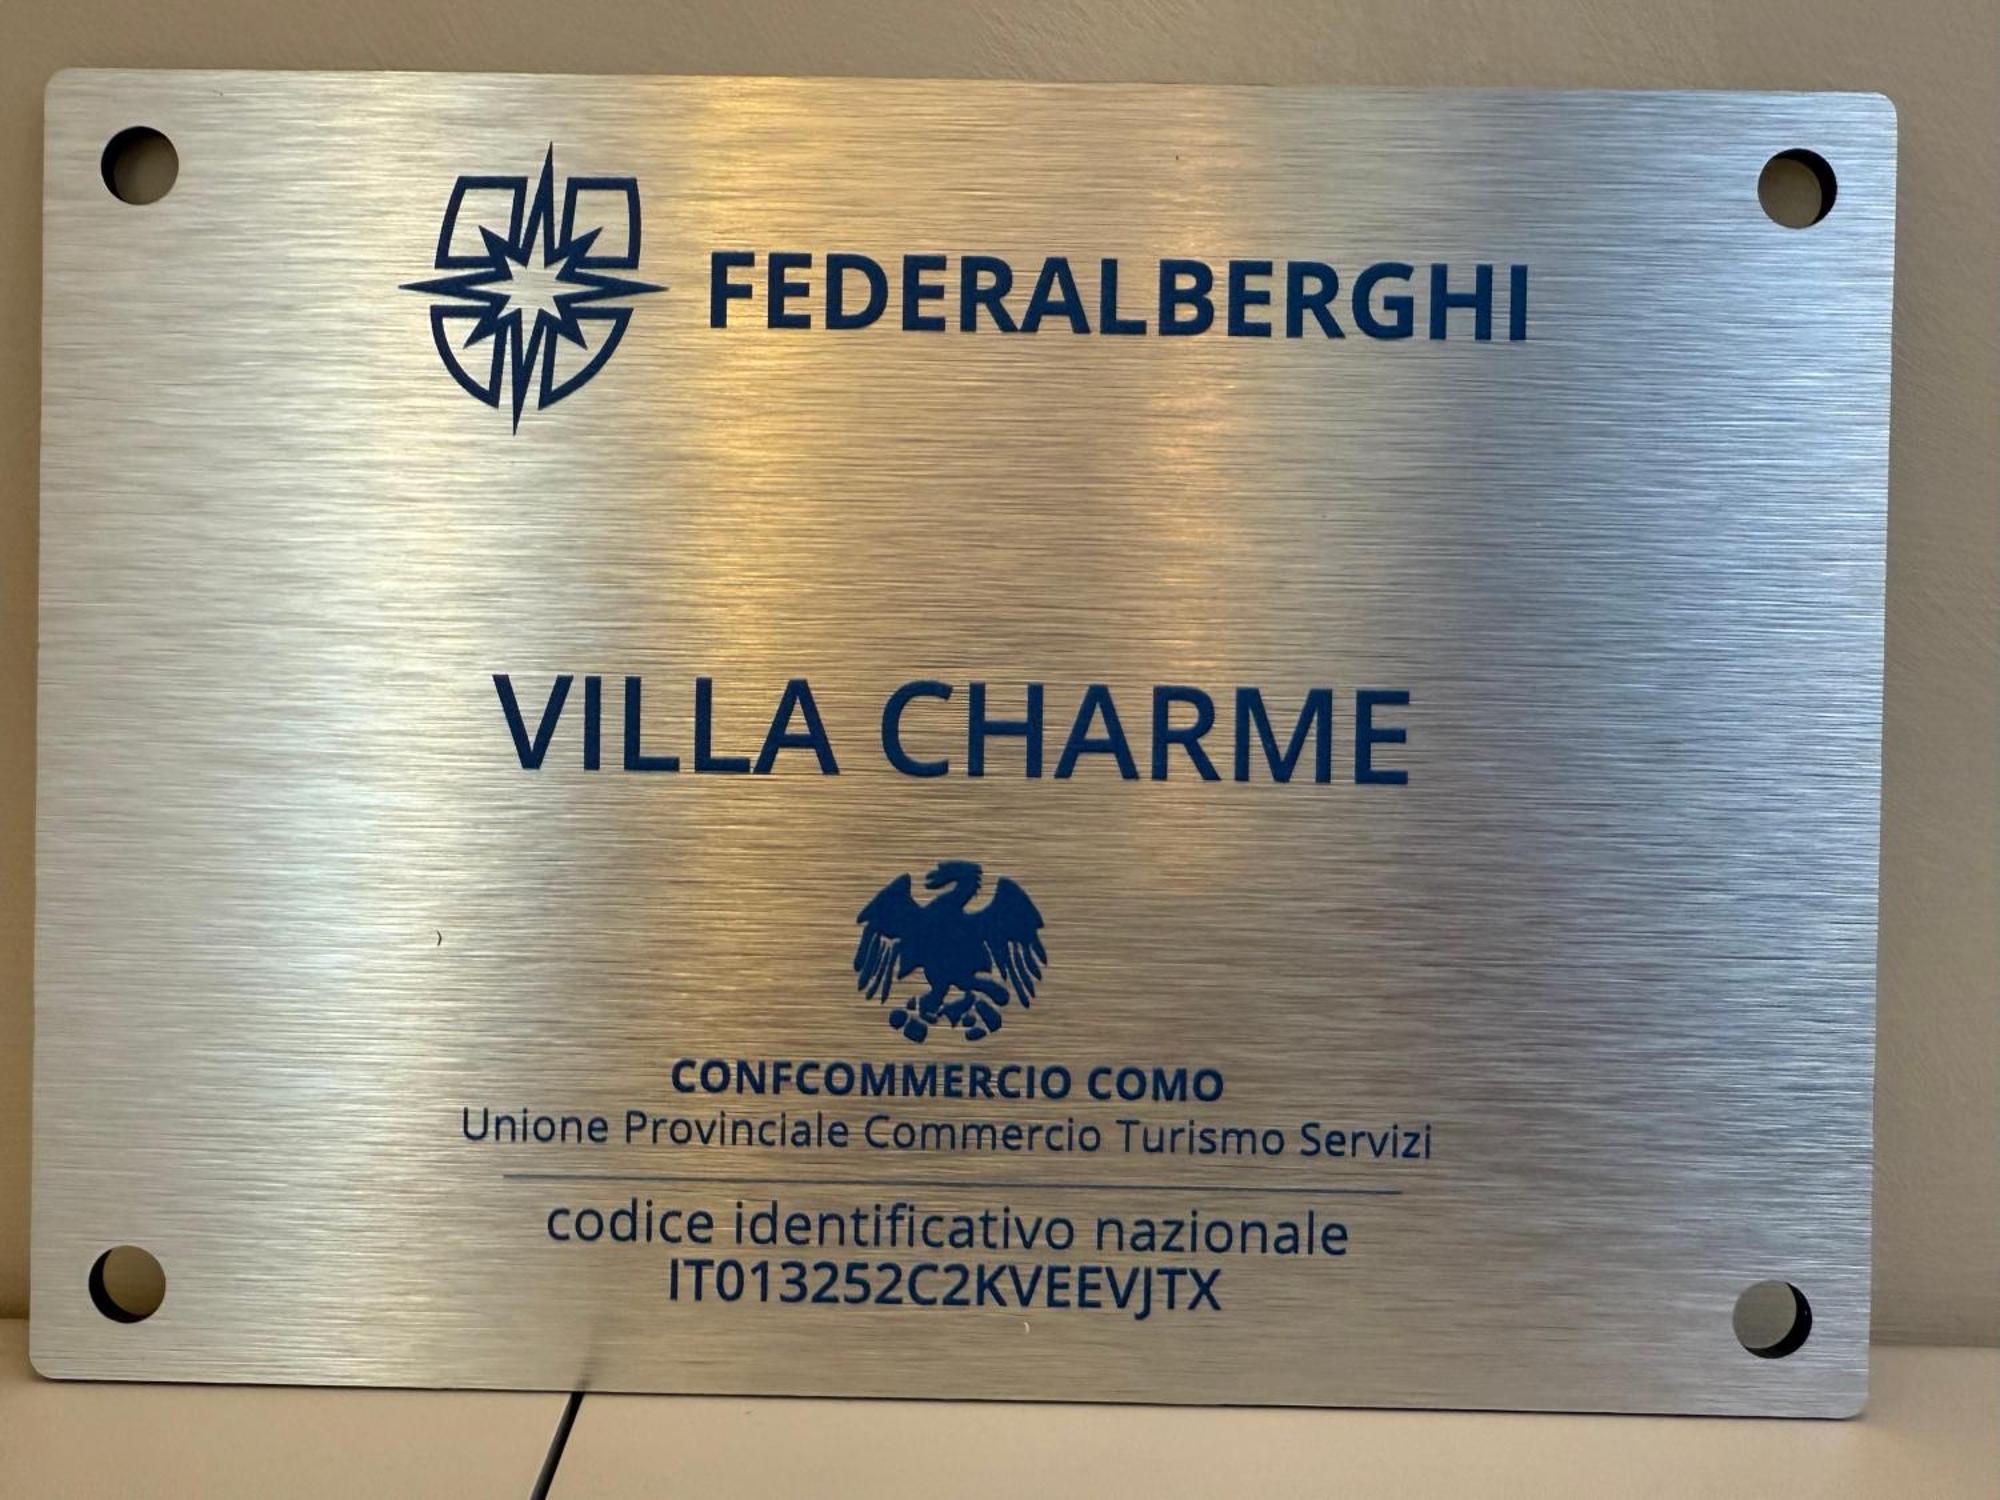 FEDERALBERGHI
VILLA CHARME
CONFCOMMERCIO COMO
Unione Provinciale Commercio Turismo Servizi
codice identificativo nazionale
IT013252C2KVEEVJTX